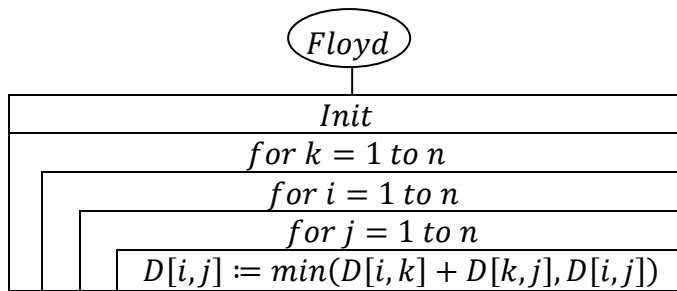 Floyd
Init
for k = 1 to n
for i = 1 to n
for j = 1 to n
D[i,j] ≔ min(D[i,k] + D[k,j], D[i,j])